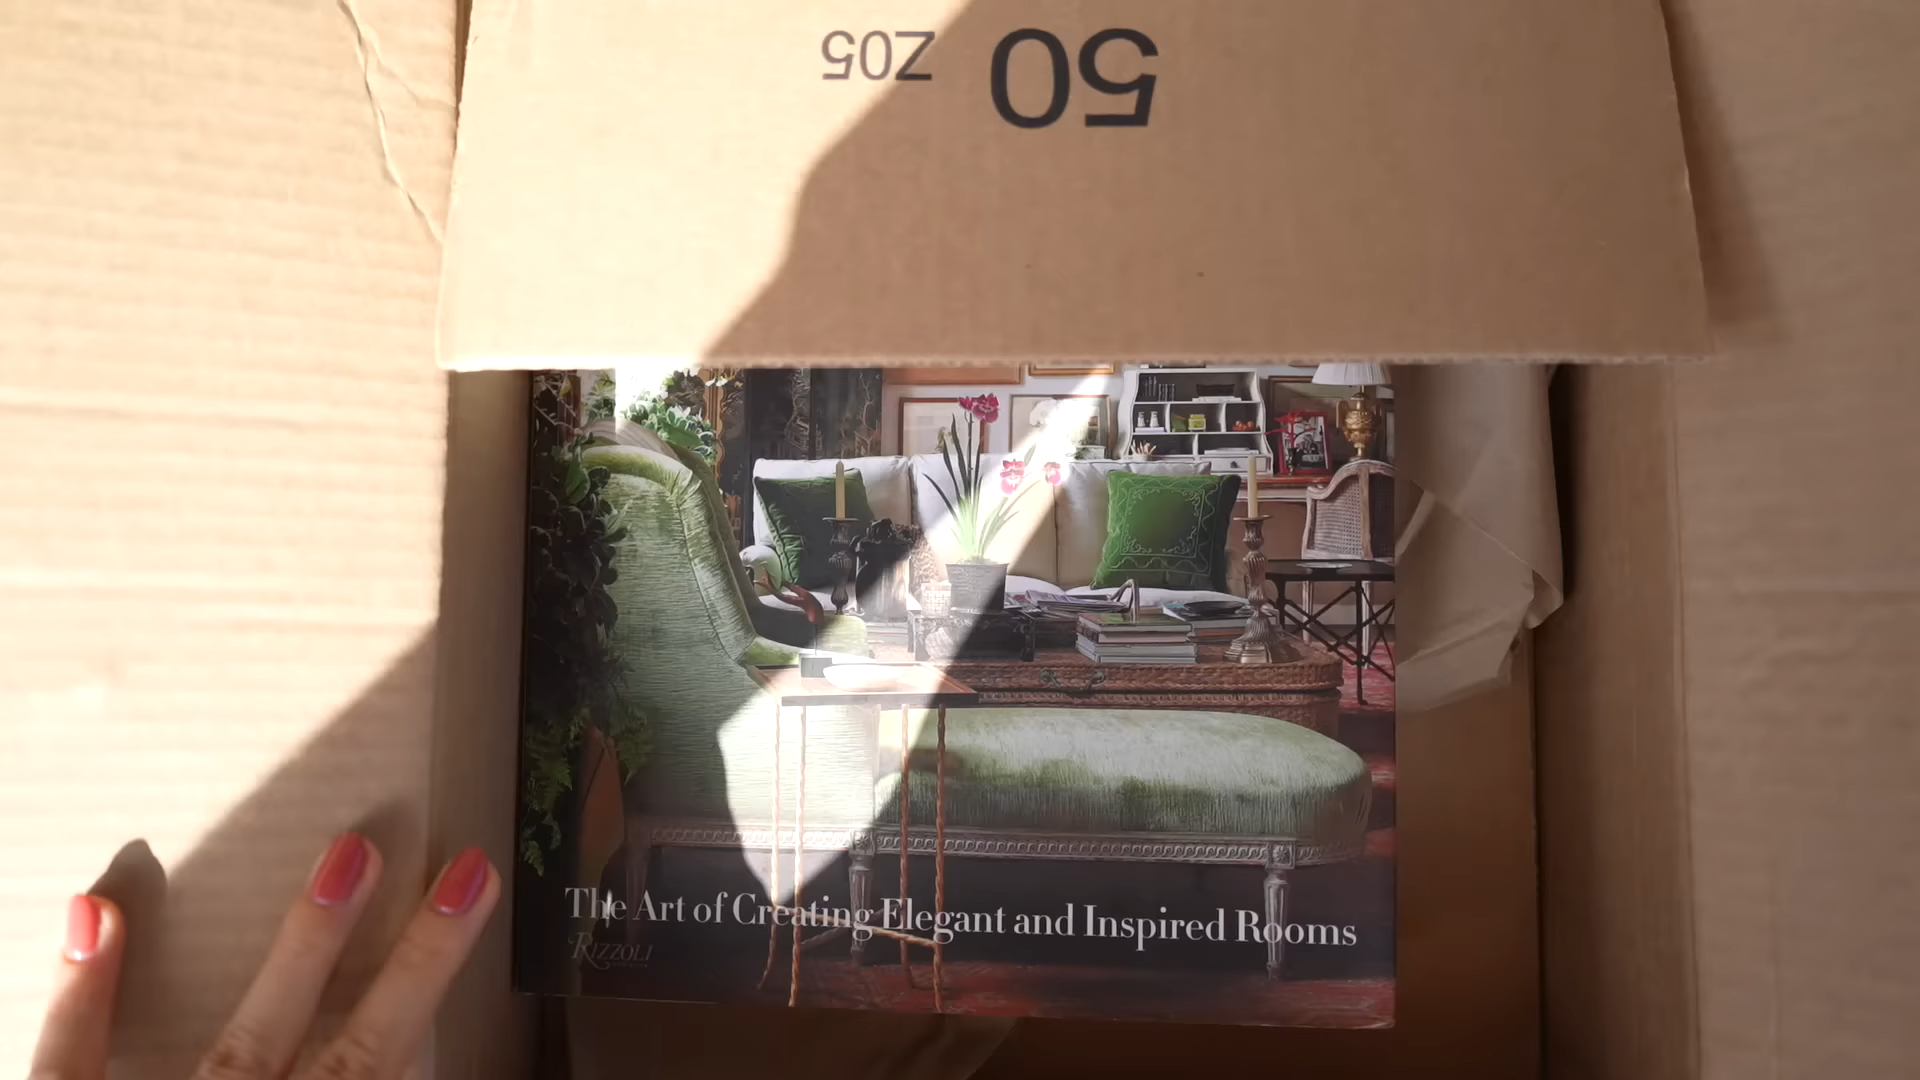 50 Z05
The Art of Creating Elegant and Inspired Rooms
RIZZOLI